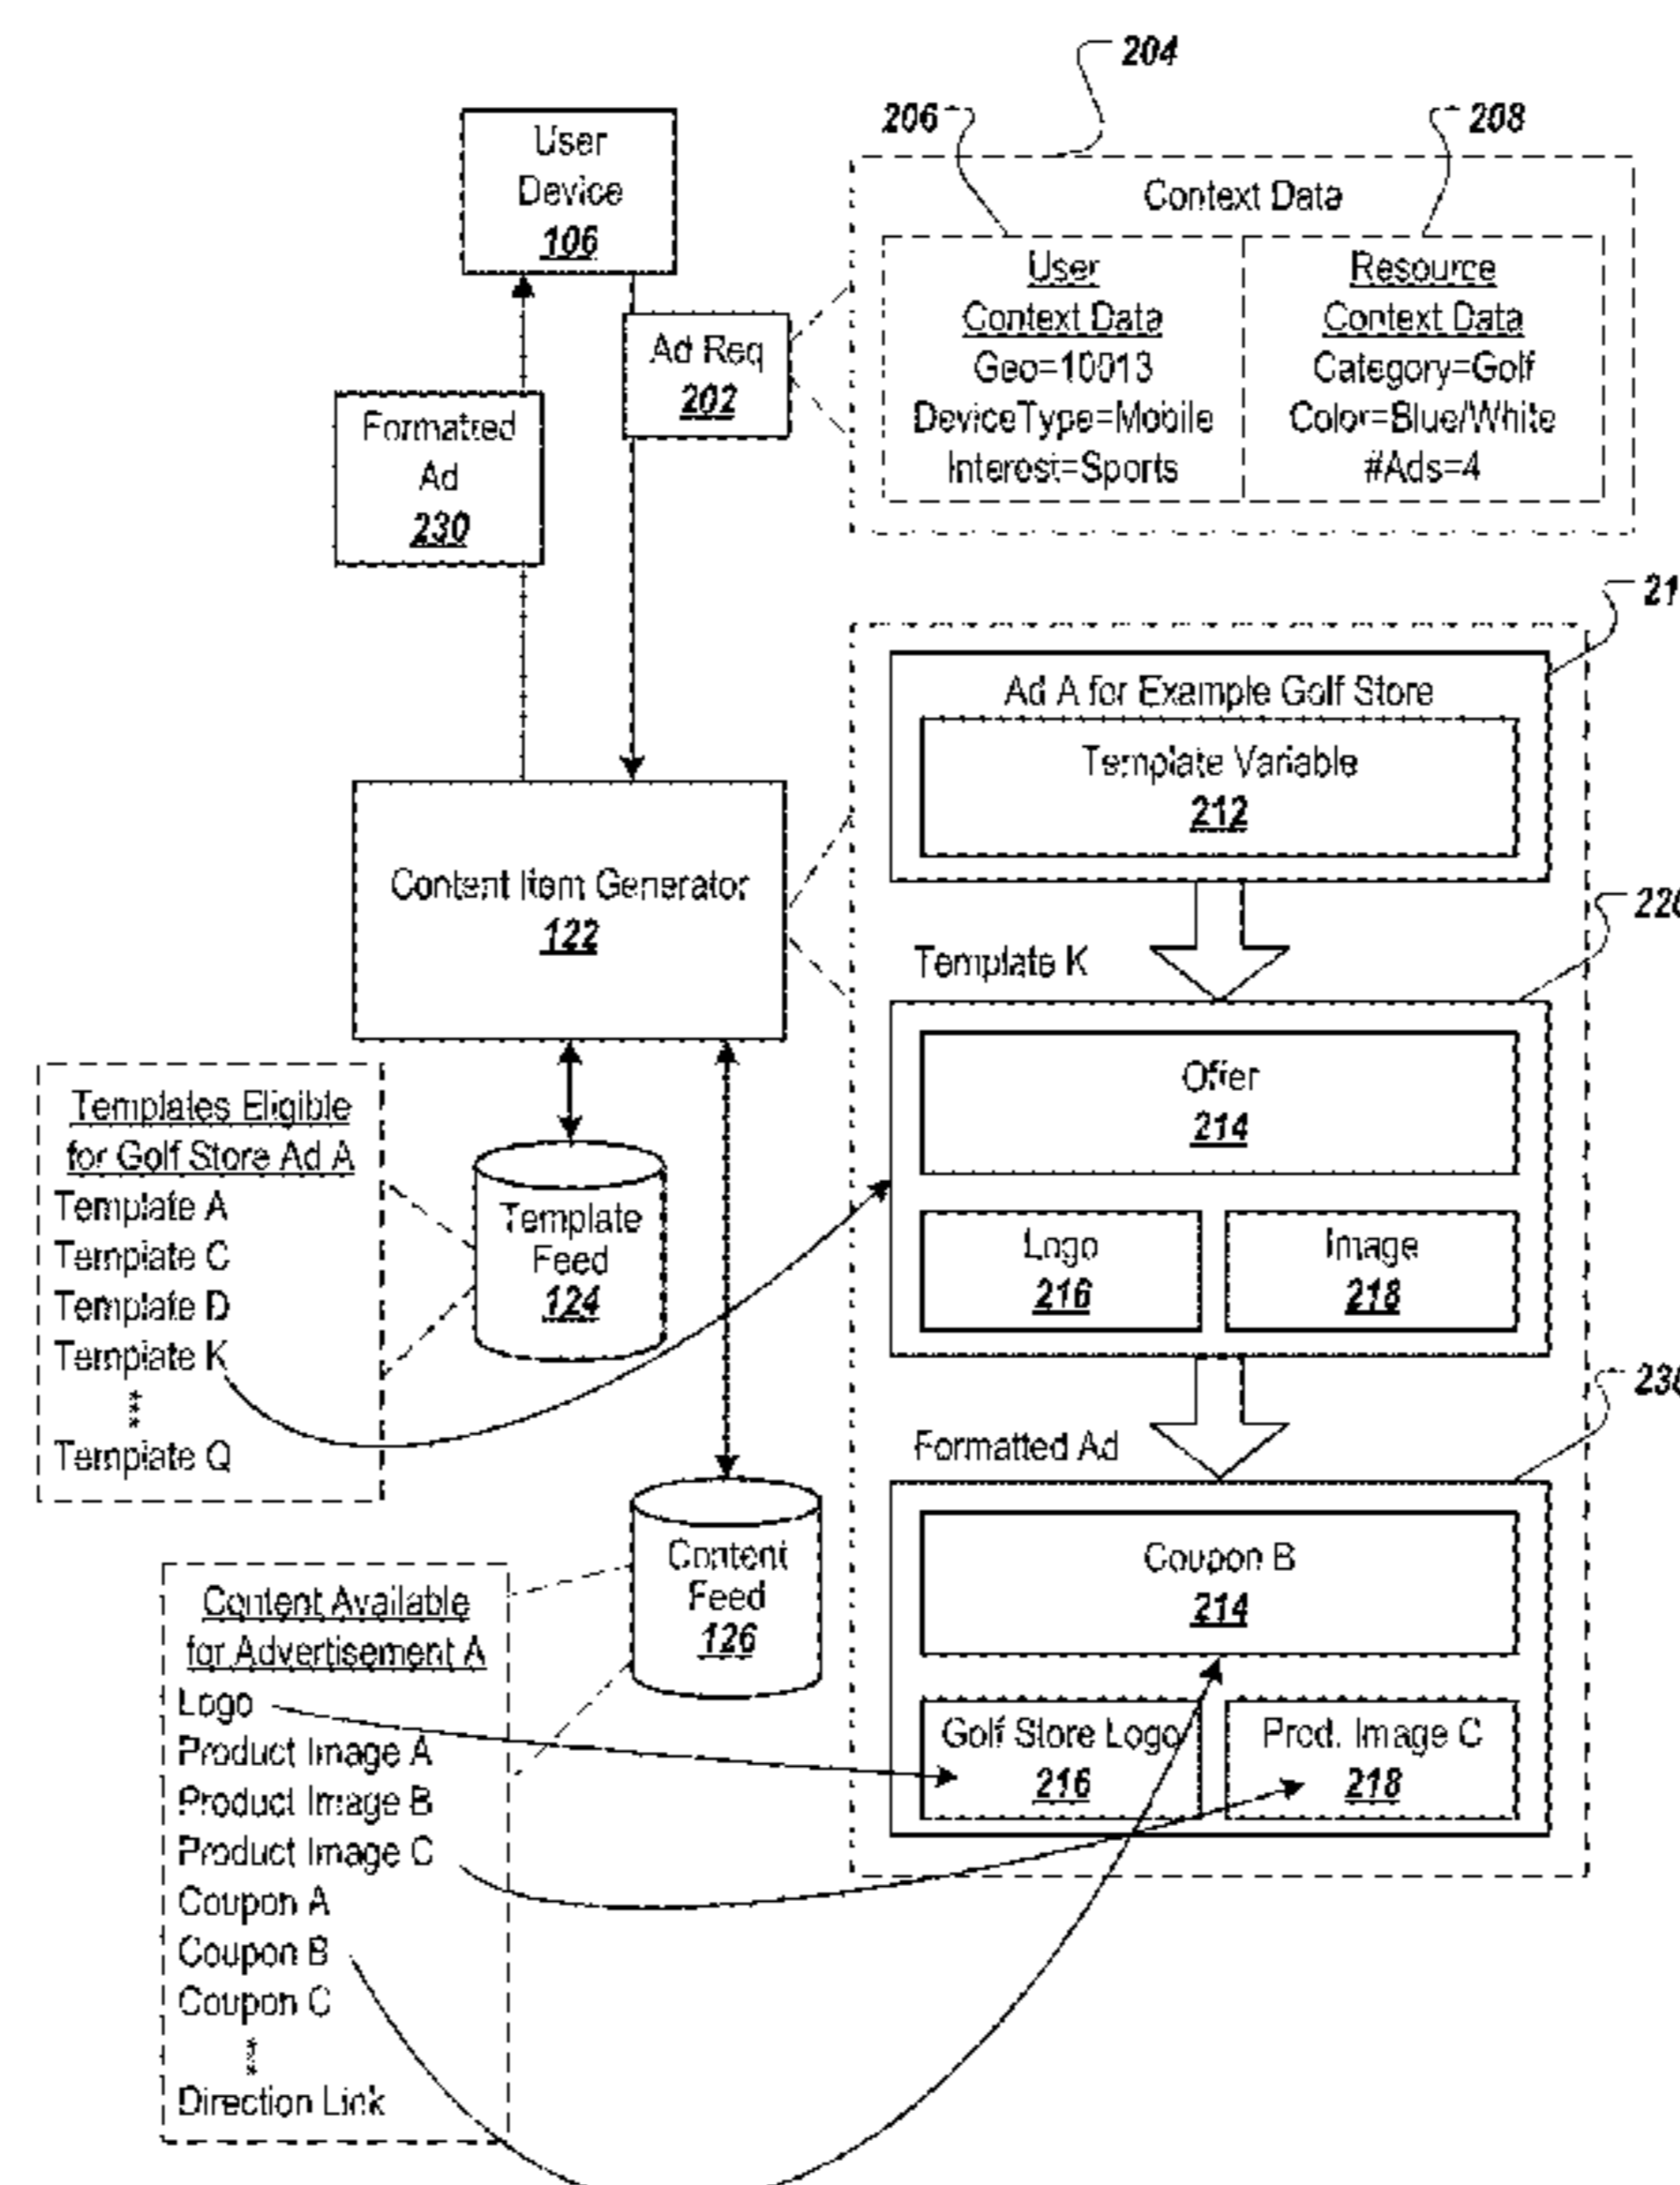 204
206
208
User
Device
106
Context Data
User
Context Data
Geo=10013
DeviceType=Mobile
Interest=Sports
Resource
Context Data
Category=Golf
Color=Blue/White
#Ads=4
Ad Req
202
Formatted
Ad
230
21
Ad A for Example Golf Store
Template Variable
212
Content Item Generator
122
220
Template K
Offer
214
Logo
216
Image
218
Templates Eligible
for Golf Store Ad A
Template A
Template C
Template D
Template K
Template Q
Template
Feed
124
230
Formatted Ad
Coupon B
214
Golf Store Logo
216
Prod. Image C
218
Content
Feed
126
Content Available
for Advertisement A
Logo
Product Image A
Product Image B
Product Image C
Coupon A
Coupon B
Coupon C
Direction Link